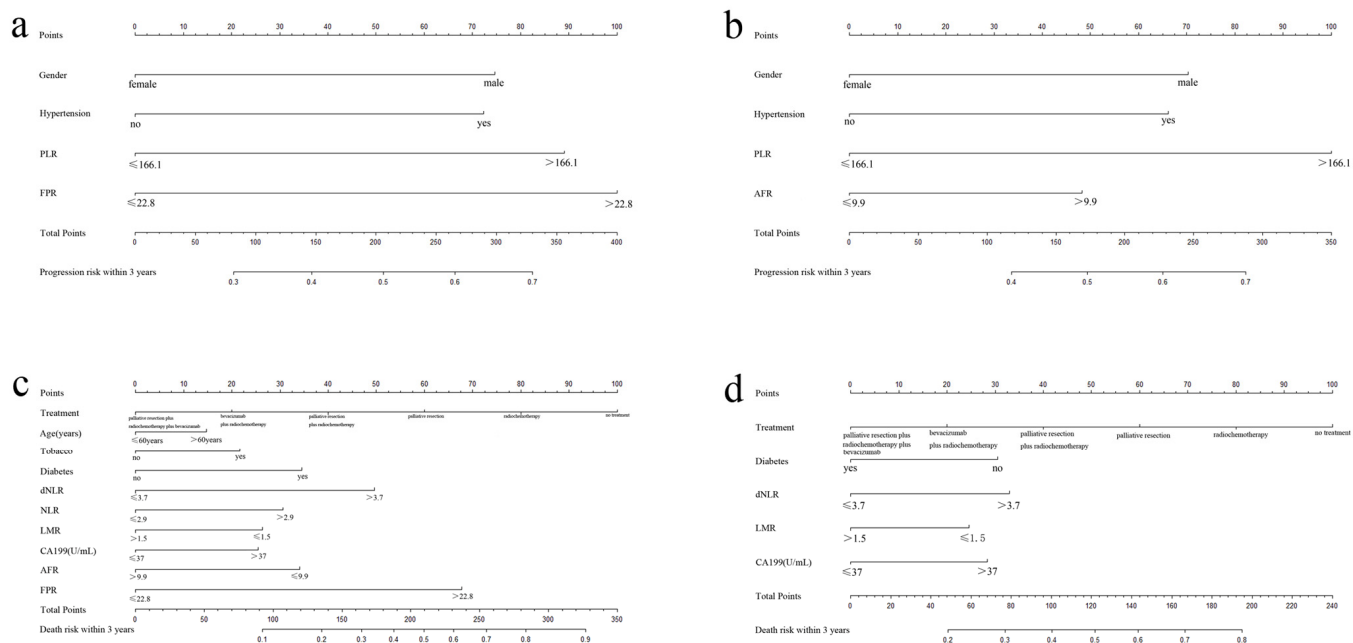 a
Points
0 10 20 30 40 50 60 70 80 90 100
Gender
female male
Hypertension
no yes
PLR
≤166.1 >166.1
FPR
≤22.8 >22.8
Total Points
0 50 100 150 200 250 300 350 400
Progression risk within 3 years
0.3 0.4 0.5 0.6 0.7
b
Points
0 10 20 30 40 50 60 70 80 90 100
Gender
female male
Hypertension
no yes
PLR
≤166.1 >166.1
AFR
≤9.9 >9.9
Total Points
0 50 100 150 200 250 300 350
Progression risk within 3 years
0.4 0.5 0.6 0.7
c
Points
0 10 20 30 40 50 60 70 80 90 100
Treatment
palliative resection plus bevacizumab palliative resection palliative resection radiochemotherapy no treatment
radiochemotherapy plus bevacizumab plus radiochemotherapy plus radiochemotherapy
Age(years)
≤60years >60years
Tobacco
no yes
Diabetes
no yes
dNLR
≤3.7 >3.7
NLR
≤2.9 >2.9
LMR
>1.5 ≤1.5
CA199(U/mL)
≤37 >37
AFR
>9.9 ≤9.9
FPR
≤22.8 >22.8
Total Points
0 50 100 150 200 250 300 350
Death risk within 3 years
0.1 0.2 0.3 0.4 0.5 0.6 0.7 0.8 0.9
d
Points
0 10 20 30 40 50 60 70 80 90 100
Treatment
palliative resection plus bevacizumab palliative resection palliative resection radiochemotherapy no treatment
radiochemotherapy plus plus radiochemotherapy plus radiochemotherapy
bevacizumab
Diabetes
yes no
dNLR
≤3.7 >3.7
LMR
>1.5 ≤1.5
CA199(U/mL)
≤37 >37
Total Points
0 20 40 60 80 100 120 140 160 180 200 220 240
Death risk within 3 years
0.2 0.3 0.4 0.5 0.6 0.7 0.8